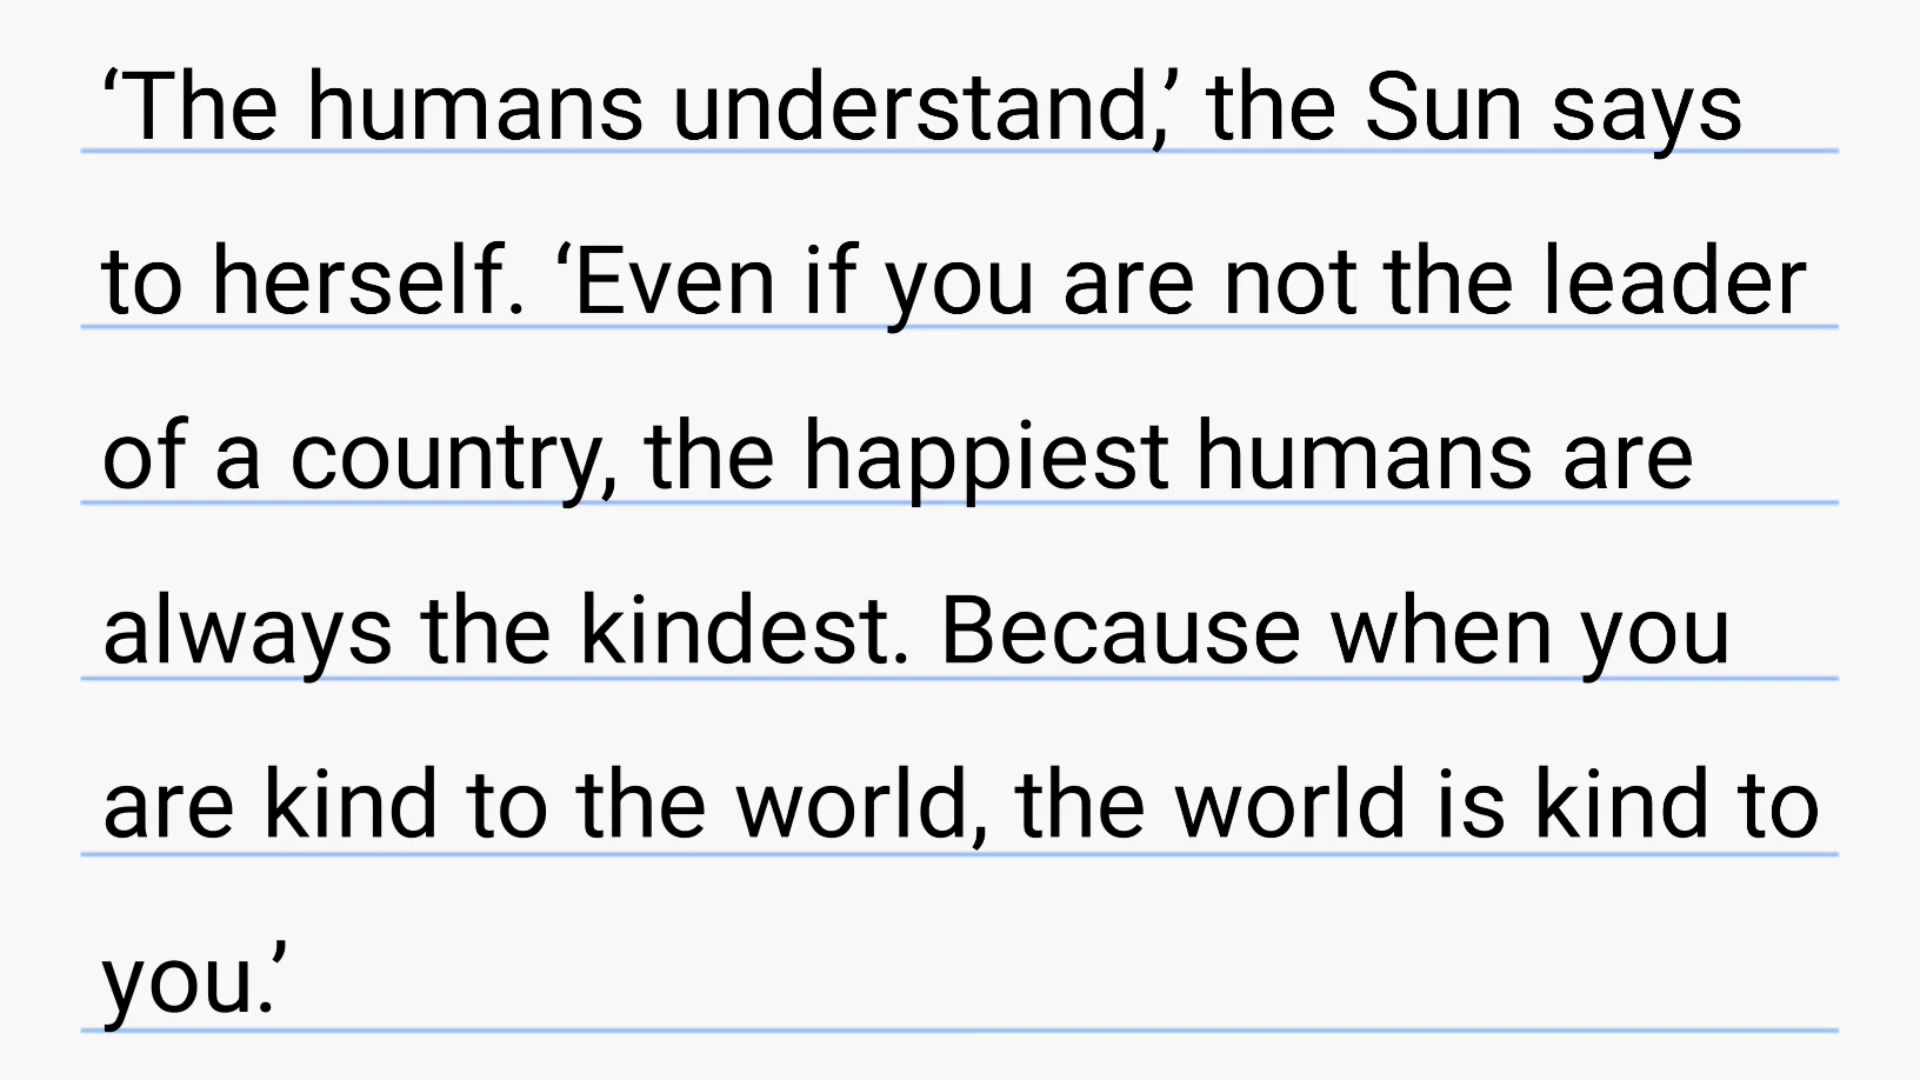 ‘The humans understand,’ the Sun says
to herself. ‘Even if you are not the leader
of a country, the happiest humans are
always the kindest. Because when you
are kind to the world, the world is kind to
you.’